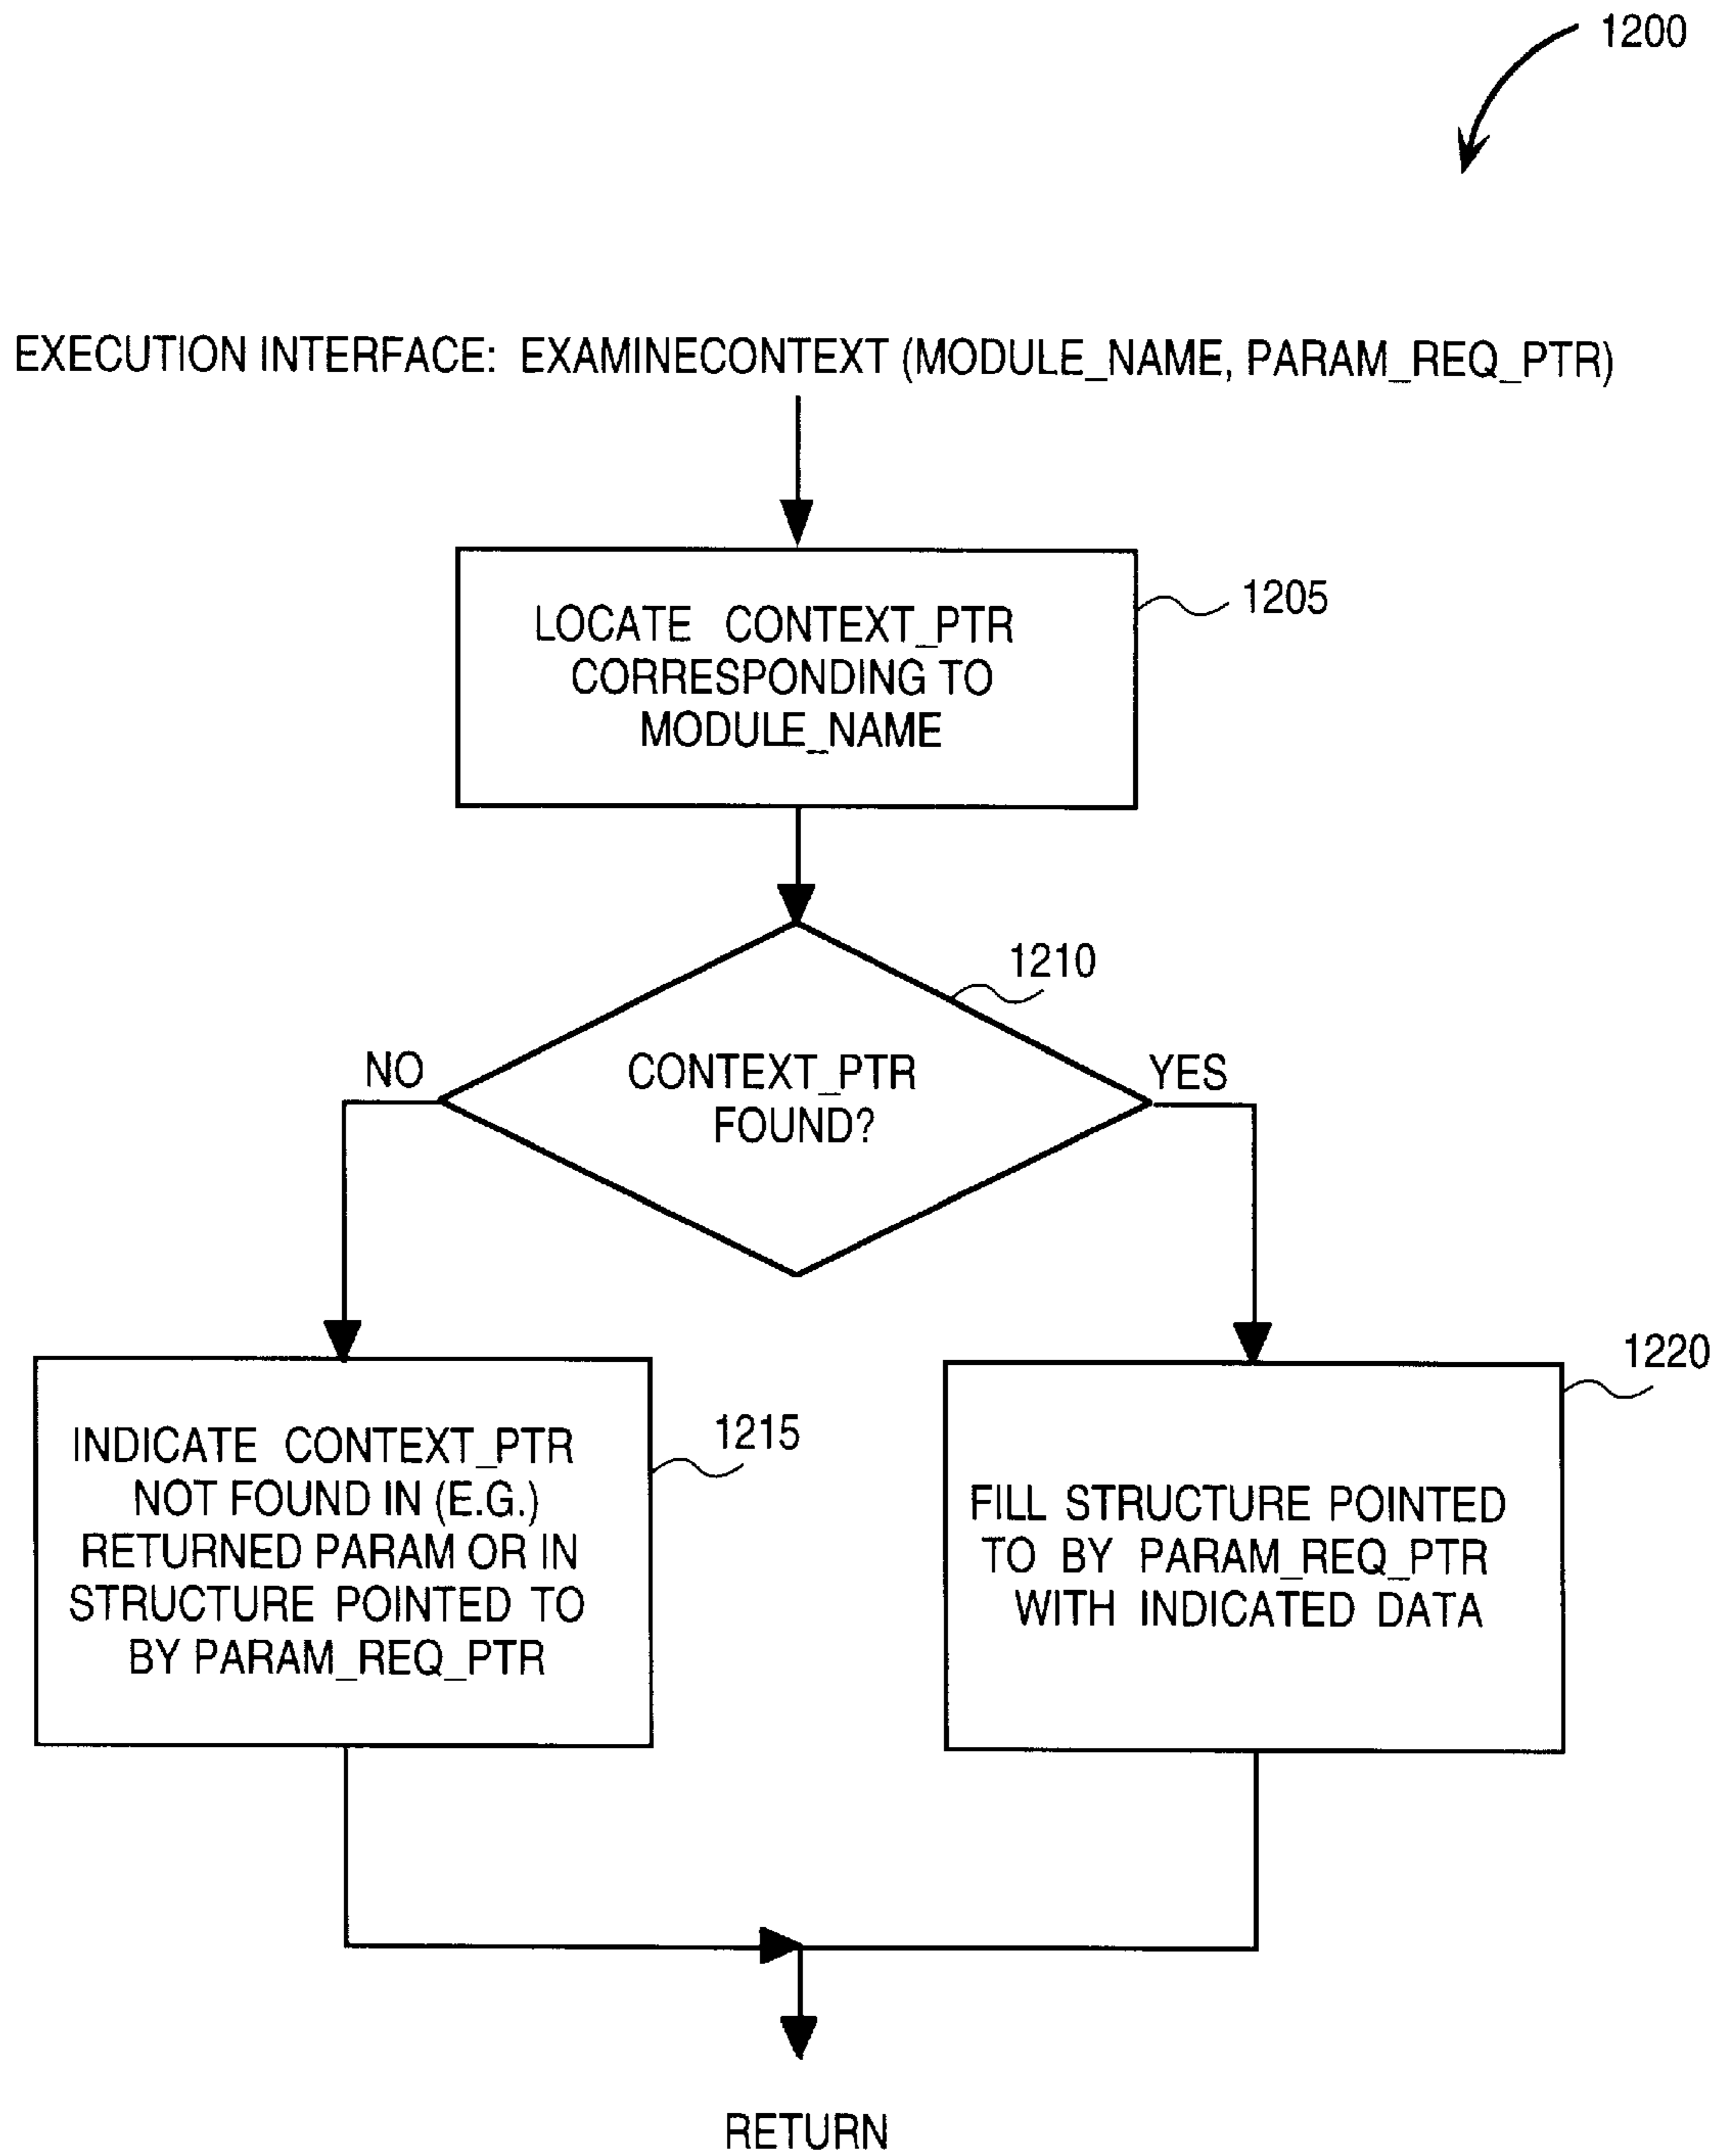 1200
EXECUTION INTERFACE: EXAMINECONTEXT (MODULE_NAME, PARAM_REQ_PTR)
LOCATE CONTEXT_PTR
CORRESPONDING TO
MODULE_NAME
1205
1210
NO
CONTEXT_PTR
FOUND?
YES
INDICATE CONTEXT_PTR
NOT FOUND IN (E.G.)
RETURNED PARAM OR IN
STRUCTURE POINTED TO
BY PARAM_REQ_PTR
1215
1220
FILL STRUCTURE POINTED
TO BY PARAM_REQ_PTR
WITH INDICATED DATA
RETURN